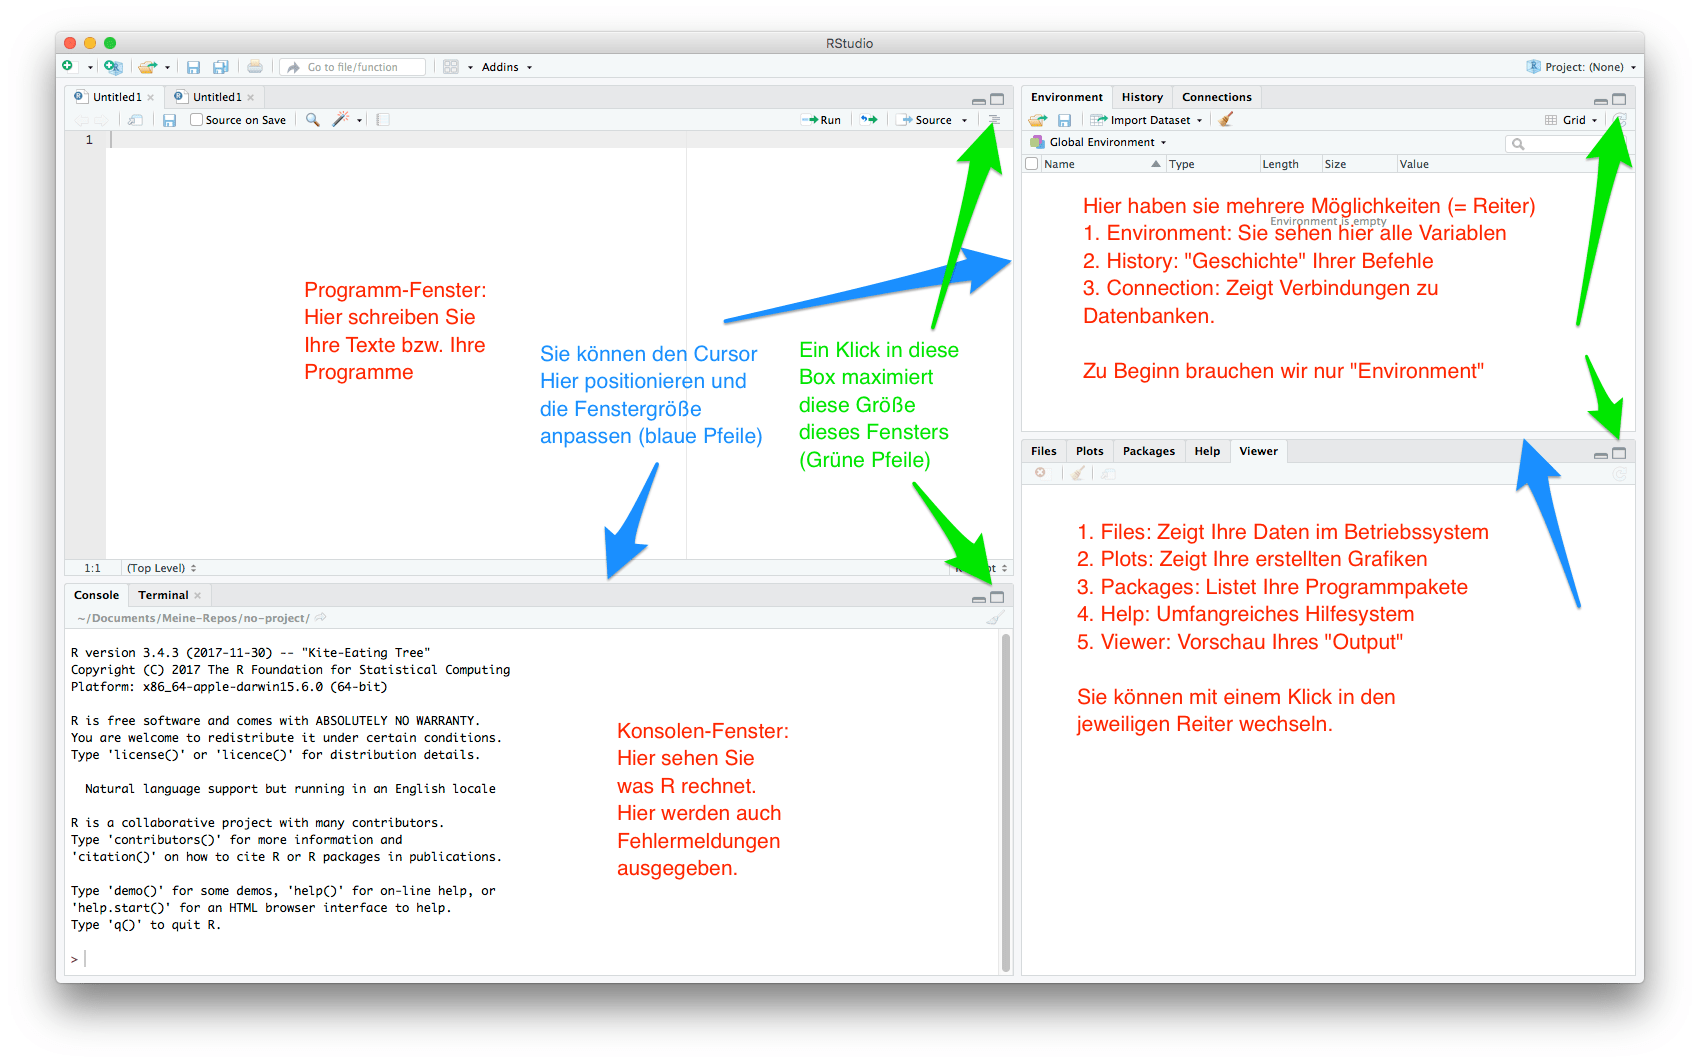 RStudio
Go to file/function
Addins
Project: (None)
Untitled1
Untitled1
Source on Save
Run
Source
1
Programm-Fenster:
Hier schreiben Sie
Ihre Texte bzw. Ihre
Programme
Sie können den Cursor
Hier positionieren und
die Fenstergröße
anpassen (blaue Pfeile)
Ein Klick in diese
Box maximiert
diese Größe
dieses Fensters
(Grüne Pfeile)
1:1
(Top Level)
Environment
History
Connections
Import Dataset
Grid
Global Environment
Name
Type
Length
Size
Value
Environment is empty
Hier haben sie mehrere Möglichkeiten (= Reiter)
1. Environment: Sie sehen hier alle Variablen
2. History: "Geschichte" Ihrer Befehle
3. Connection: Zeigt Verbindungen zu
Datenbanken.
Zu Beginn brauchen wir nur "Environment"
Console
Terminal
~/Documents/Meine-Repos/no-project/
R version 3.4.3 (2017-11-30) -- "Kite-Eating Tree"
Copyright (C) 2017 The R Foundation for Statistical Computing
Platform: x86_64-apple-darwin15.6.0 (64-bit)
R is free software and comes with ABSOLUTELY NO WARRANTY.
You are welcome to redistribute it under certain conditions.
Type 'license()' or 'licence()' for distribution details.
Natural language support but running in an English locale
R is a collaborative project with many contributors.
Type 'contributors()' for more information and
'citation()' on how to cite R or R packages in publications.
Type 'demo()' for some demos, 'help()' for on-line help, or
'help.start()' for an HTML browser interface to help.
Type 'q()' to quit R.
>
Konsolen-Fenster:
Hier sehen Sie
was R rechnet.
Hier werden auch
Fehlermeldungen
ausgegeben.
Files
Plots
Packages
Help
Viewer
1. Files: Zeigt Ihre Daten im Betriebssystem
2. Plots: Zeigt Ihre erstellten Grafiken
3. Packages: Listet Ihre Programmpakete
4. Help: Umfangreiches Hilfesystem
5. Viewer: Vorschau Ihres "Output"
Sie können mit einem Klick in den
jeweiligen Reiter wechseln.